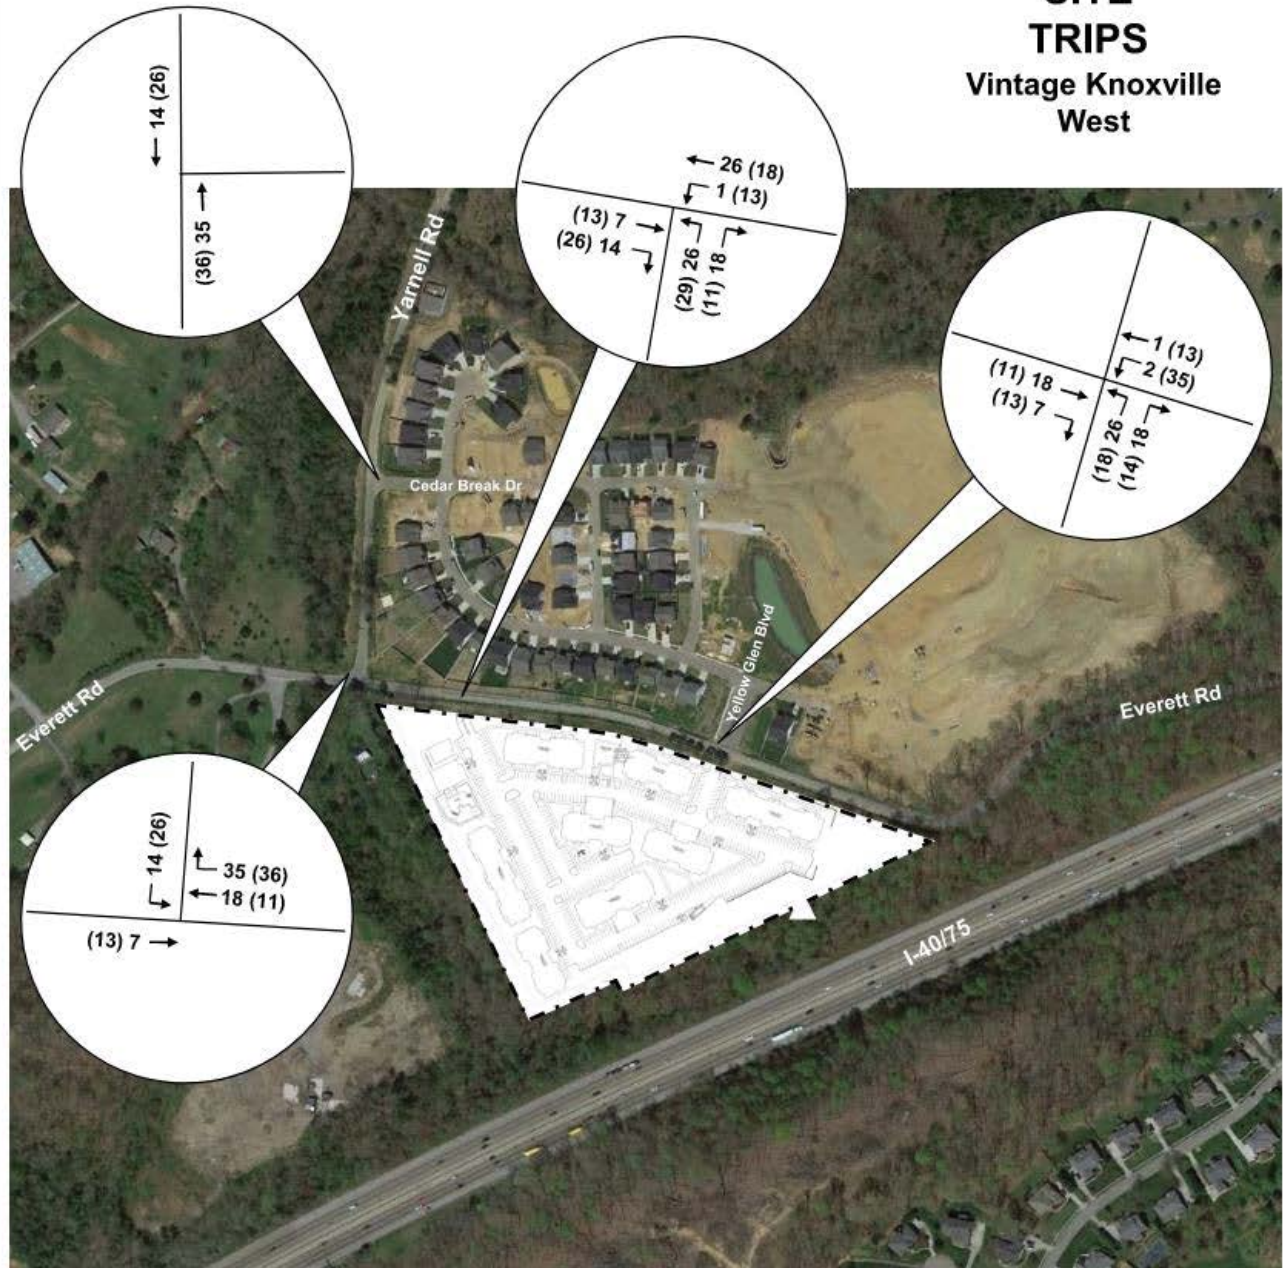 SITE
TRIPS
Vintage Knoxville
West
14 (26)
(36) 35
26 (18)
1 (13)
(13) 7
(26) 14
(29) 26
(11) 18
1 (13)
2 (35)
(11) 18
(13) 7
(18) 26
(14) 18
Yarnell Rd
Cedar Break Dr
Yellow Glen Blvd
Everett Rd
Everett Rd
14 (26)
35 (36)
18 (11)
(13) 7
I-40/75